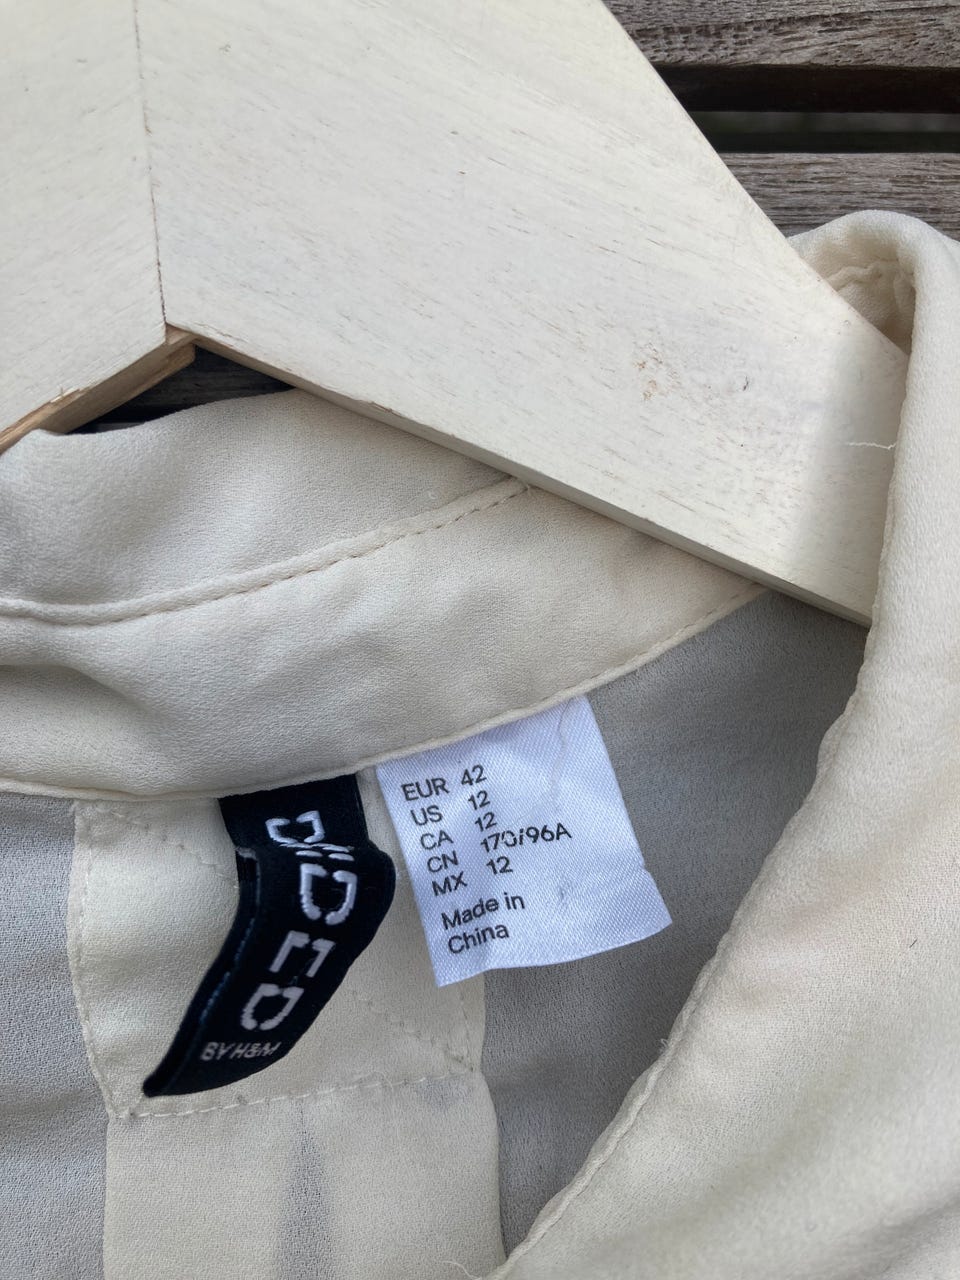 DIVIDED
BY H&M
EUR 42
US 12
CA 12
CN 170/96A
MX 12
Made in
China